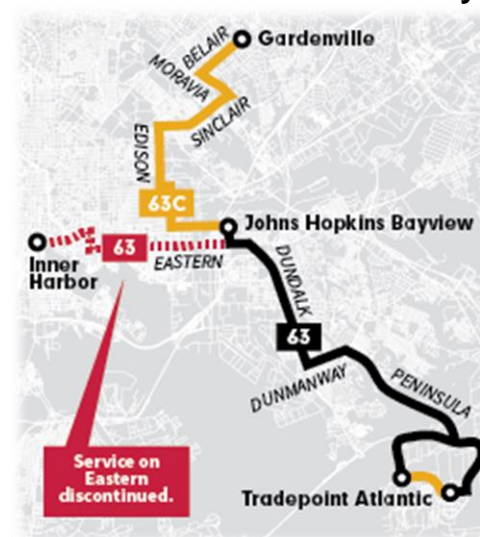 BELAIR
Gardenville
MORAVIA
SINCLAIR
EDISON
63C
Johns Hopkins Bayview
63
EASTERN
Inner
Harbor
DUNDALK
63
DUNMANWAY
PENINSULA
Service on
Eastern
discontinued.
Tradepoint Atlantic